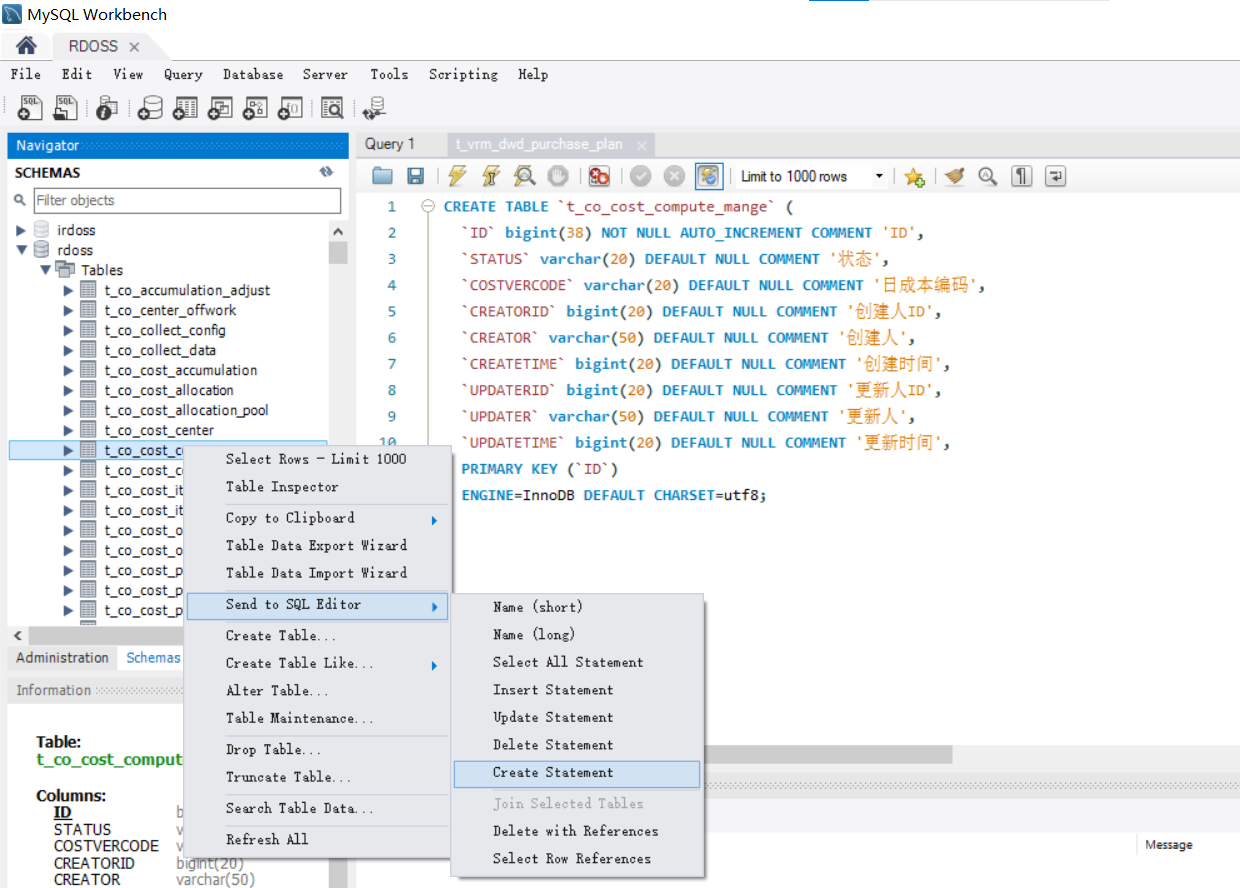 MySQL Workbench
RDOSS
File Edit View Query Database Server Tools Scripting Help
SQL SQL
Navigator
SCHEMAS
Filter objects
irdoss
rdoss
Tables
t_co_accumulation_adjust
t_co_center_offwork
t_co_collect_config
t_co_collect_data
t_co_cost_accumulation
t_co_cost_allocation
t_co_cost_allocation_pool
t_co_cost_center
t_co_cost_c
t_co_cost_c
t_co_cost_it
t_co_cost_it
t_co_cost_o
t_co_cost_o
t_co_cost_p
t_co_cost_p
t_co_cost_p
Administration Schemas
Information
Table:
t_co_cost_comput
Columns:
ID b
STATUS v
COSTVERCODE v
CREATORID bigint(20)
CREATOR varchar(50)
Query 1 t_vrm_dwd_purchase_plan
Limit to 1000 rows
1 CREATE TABLE `t_co_cost_compute_mange` (
2 `ID` bigint(38) NOT NULL AUTO_INCREMENT COMMENT 'ID',
3 `STATUS` varchar(20) DEFAULT NULL COMMENT '状态',
4 `COSTVERCODE` varchar(20) DEFAULT NULL COMMENT '日成本编码',
5 `CREATORID` bigint(20) DEFAULT NULL COMMENT '创建人ID',
6 `CREATOR` varchar(50) DEFAULT NULL COMMENT '创建人',
7 `CREATETIME` bigint(20) DEFAULT NULL COMMENT '创建时间',
8 `UPDATERID` bigint(20) DEFAULT NULL COMMENT '更新人ID',
9 `UPDATER` varchar(50) DEFAULT NULL COMMENT '更新人',
10 `UPDATETIME` bigint(20) DEFAULT NULL COMMENT '更新时间',
PRIMARY KEY (`ID`)
ENGINE=InnoDB DEFAULT CHARSET=utf8;
Select Rows - Limit 1000
Table Inspector
Copy to Clipboard
Table Data Export Wizard
Table Data Import Wizard
Send to SQL Editor
Create Table...
Create Table Like...
Alter Table...
Table Maintenance...
Drop Table...
Truncate Table...
Search Table Data...
Refresh All
Name (short)
Name (long)
Select All Statement
Insert Statement
Update Statement
Delete Statement
Create Statement
Join Selected Tables
Delete with References
Select Row References
Message